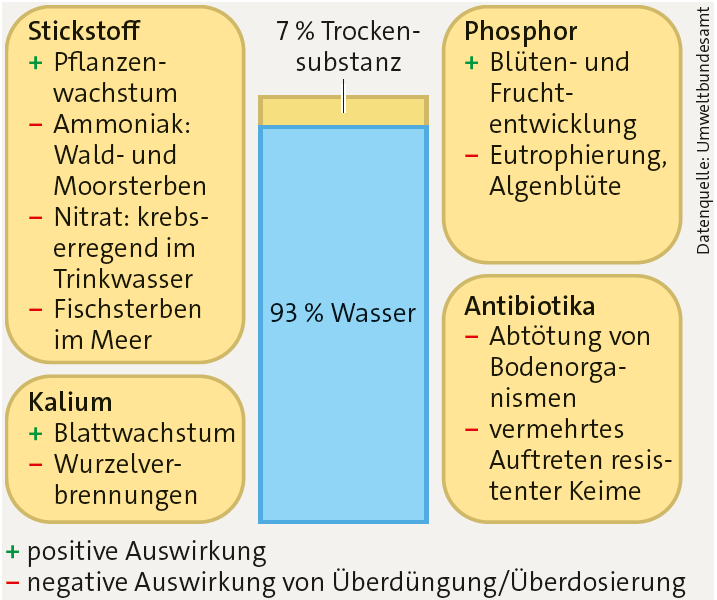 Stickstoff
+ Pflanzen-
wachstum
– Ammoniak:
Wald- und
Moorsterben
– Nitrat: krebs-
erregend im
Trinkwasser
– Fischsterben
im Meer
Kalium
+ Blattwachstum
– Wurzelver-
brennungen
7 % Trocken-
substanz
93 % Wasser
Phosphor
+ Blüten- und
Frucht-
entwicklung
– Eutrophierung,
Algenblüte
Antibiotika
– Abtötung von
Bodenorga-
nismen
– vermehrtes
Auftreten resis-
tenter Keime
+ positive Auswirkung
– negative Auswirkung von Überdüngung/Überdosierung
Datenquelle: Umweltbundesamt